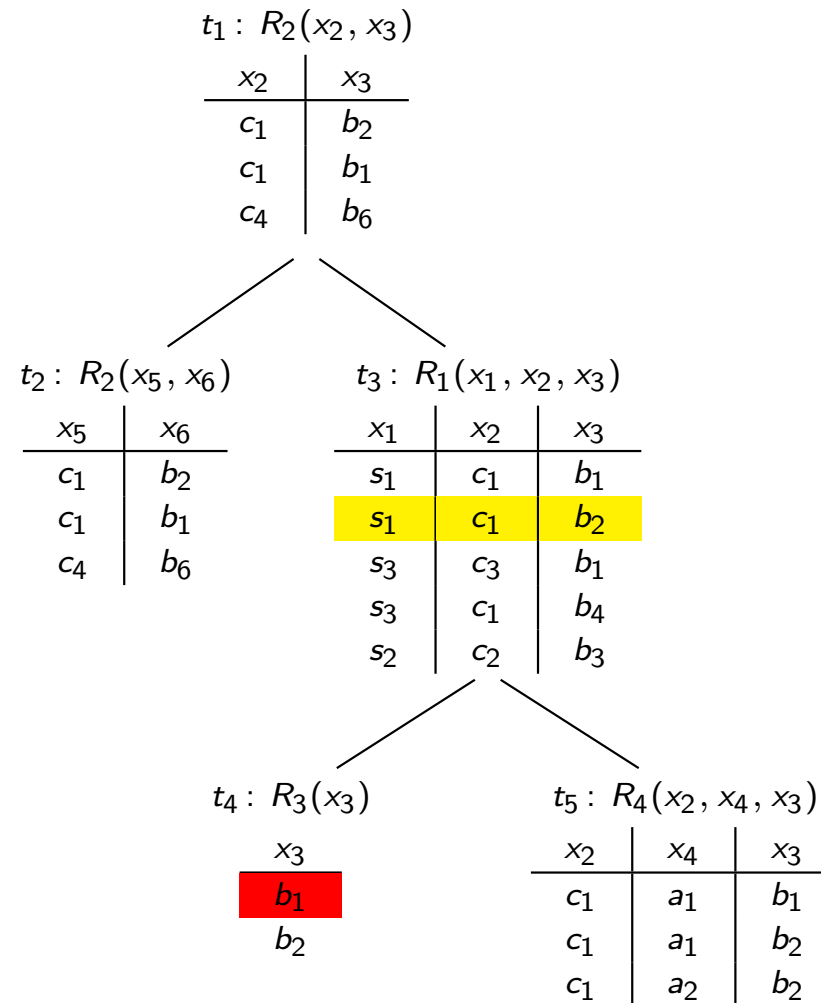 t₁ : R₂(x₂, x₃)
x₂ x₃
c₁ b₂
c₁ b₁
c₄ b₆
t₂ : R₂(x₅, x₆)
x₅ x₆
c₁ b₂
c₁ b₁
c₄ b₆
t₃ : R₁(x₁, x₂, x₃)
x₁ x₂ x₃
s₁ c₁ b₁
s₁ c₁ b₂
s₃ c₃ b₁
s₃ c₁ b₄
s₂ c₂ b₃
t₄ : R₃(x₃)
x₃
b₁
b₂
t₅ : R₄(x₂, x₄, x₃)
x₂ x₄ x₃
c₁ a₁ b₁
c₁ a₁ b₂
c₁ a₂ b₂